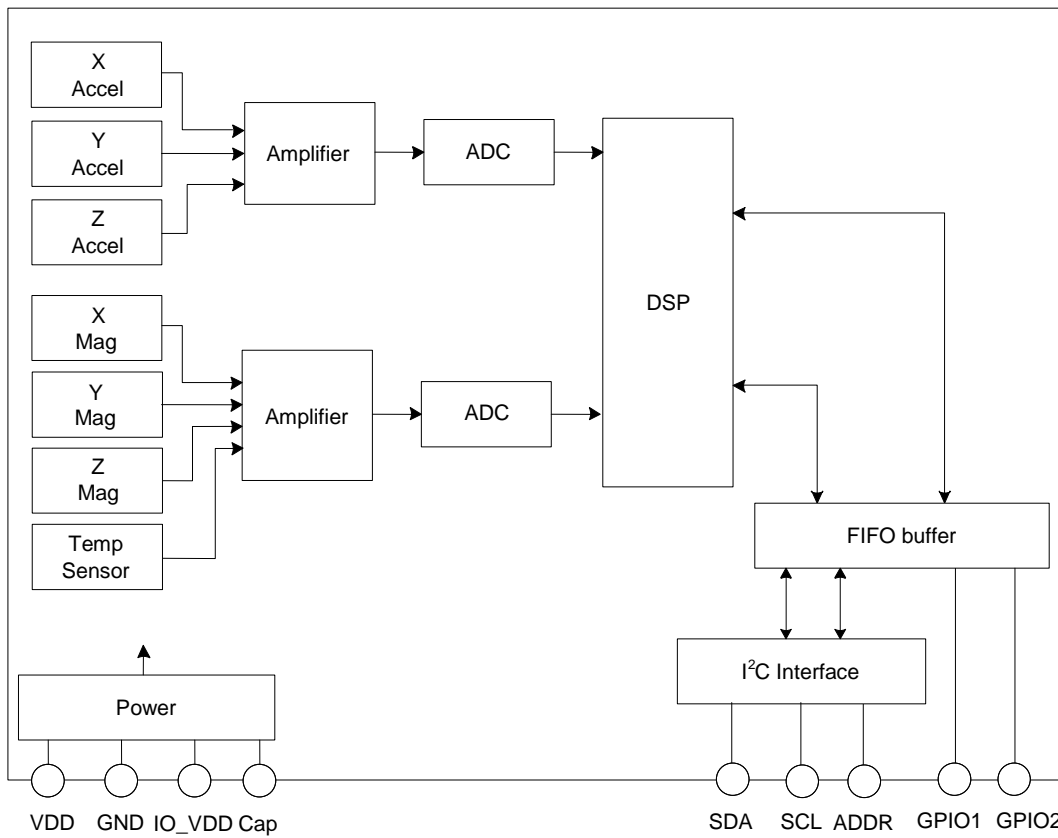 X
Accel
Y
Accel
Z
Accel
Amplifier
ADC
DSP
X
Mag
Y
Mag
Z
Mag
Temp
Sensor
Amplifier
ADC
FIFO buffer
I²C Interface
Power
VDD
GND
IO_VDD
Cap
SDA
SCL
ADDR
GPIO1
GPIO2